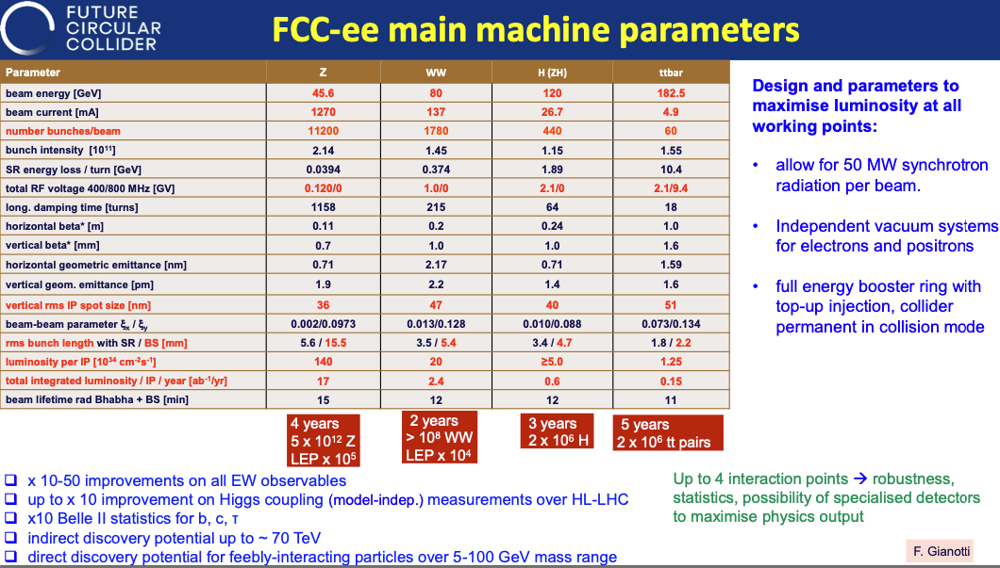 FUTURE
CIRCULAR
COLLIDER
FCC-ee main machine parameters
Parameter Z WW H (ZH) ttbar
beam energy [GeV] 45.6 80 120 182.5
beam current [mA] 1270 137 26.7 4.9
number bunches/beam 11200 1780 440 60
bunch intensity [10¹¹] 2.14 1.45 1.15 1.55
SR energy loss / turn [GeV] 0.0394 0.374 1.89 10.4
total RF voltage 400/800 MHz [GV] 0.120/0 1.0/0 2.1/0 2.1/9.4
long. damping time [turns] 1158 215 64 18
horizontal beta* [m] 0.11 0.2 0.24 1.0
vertical beta* [mm] 0.7 1.0 1.0 1.6
horizontal geometric emittance [nm] 0.71 2.17 0.71 1.59
vertical geom. emittance [pm] 1.9 2.2 1.4 1.6
vertical rms IP spot size [nm] 36 47 40 51
beam-beam parameter ξₓ / ξᵧ 0.002/0.0973 0.013/0.128 0.010/0.088 0.073/0.134
rms bunch length with SR / BS [mm] 5.6 / 15.5 3.5 / 5.4 3.4 / 4.7 1.8 / 2.2
luminosity per IP [10³⁴ cm⁻²s⁻¹] 140 20 ≥5.0 1.25
total integrated luminosity / IP / year [ab⁻¹/yr] 17 2.4 0.6 0.15
beam lifetime rad Bhabha + BS [min] 15 12 12 11
4 years
5 x 10¹² Z
LEP x 10⁵
2 years
> 10⁸ WW
LEP x 10⁴
3 years
2 x 10⁶ H
5 years
2 x 10⁶ tt pairs
Design and parameters to
maximise luminosity at all
working points:
• allow for 50 MW synchrotron
radiation per beam.
• Independent vacuum systems
for electrons and positrons
• full energy booster ring with
top-up injection, collider
permanent in collision mode
❑ x 10-50 improvements on all EW observables
❑ up to x 10 improvement on Higgs coupling (model-indep.) measurements over HL-LHC
❑ x10 Belle II statistics for b, c, τ
❑ indirect discovery potential up to ~ 70 TeV
❑ direct discovery potential for feebly-interacting particles over 5-100 GeV mass range
Up to 4 interaction points → robustness,
statistics, possibility of specialised detectors
to maximise physics output
F. Gianotti